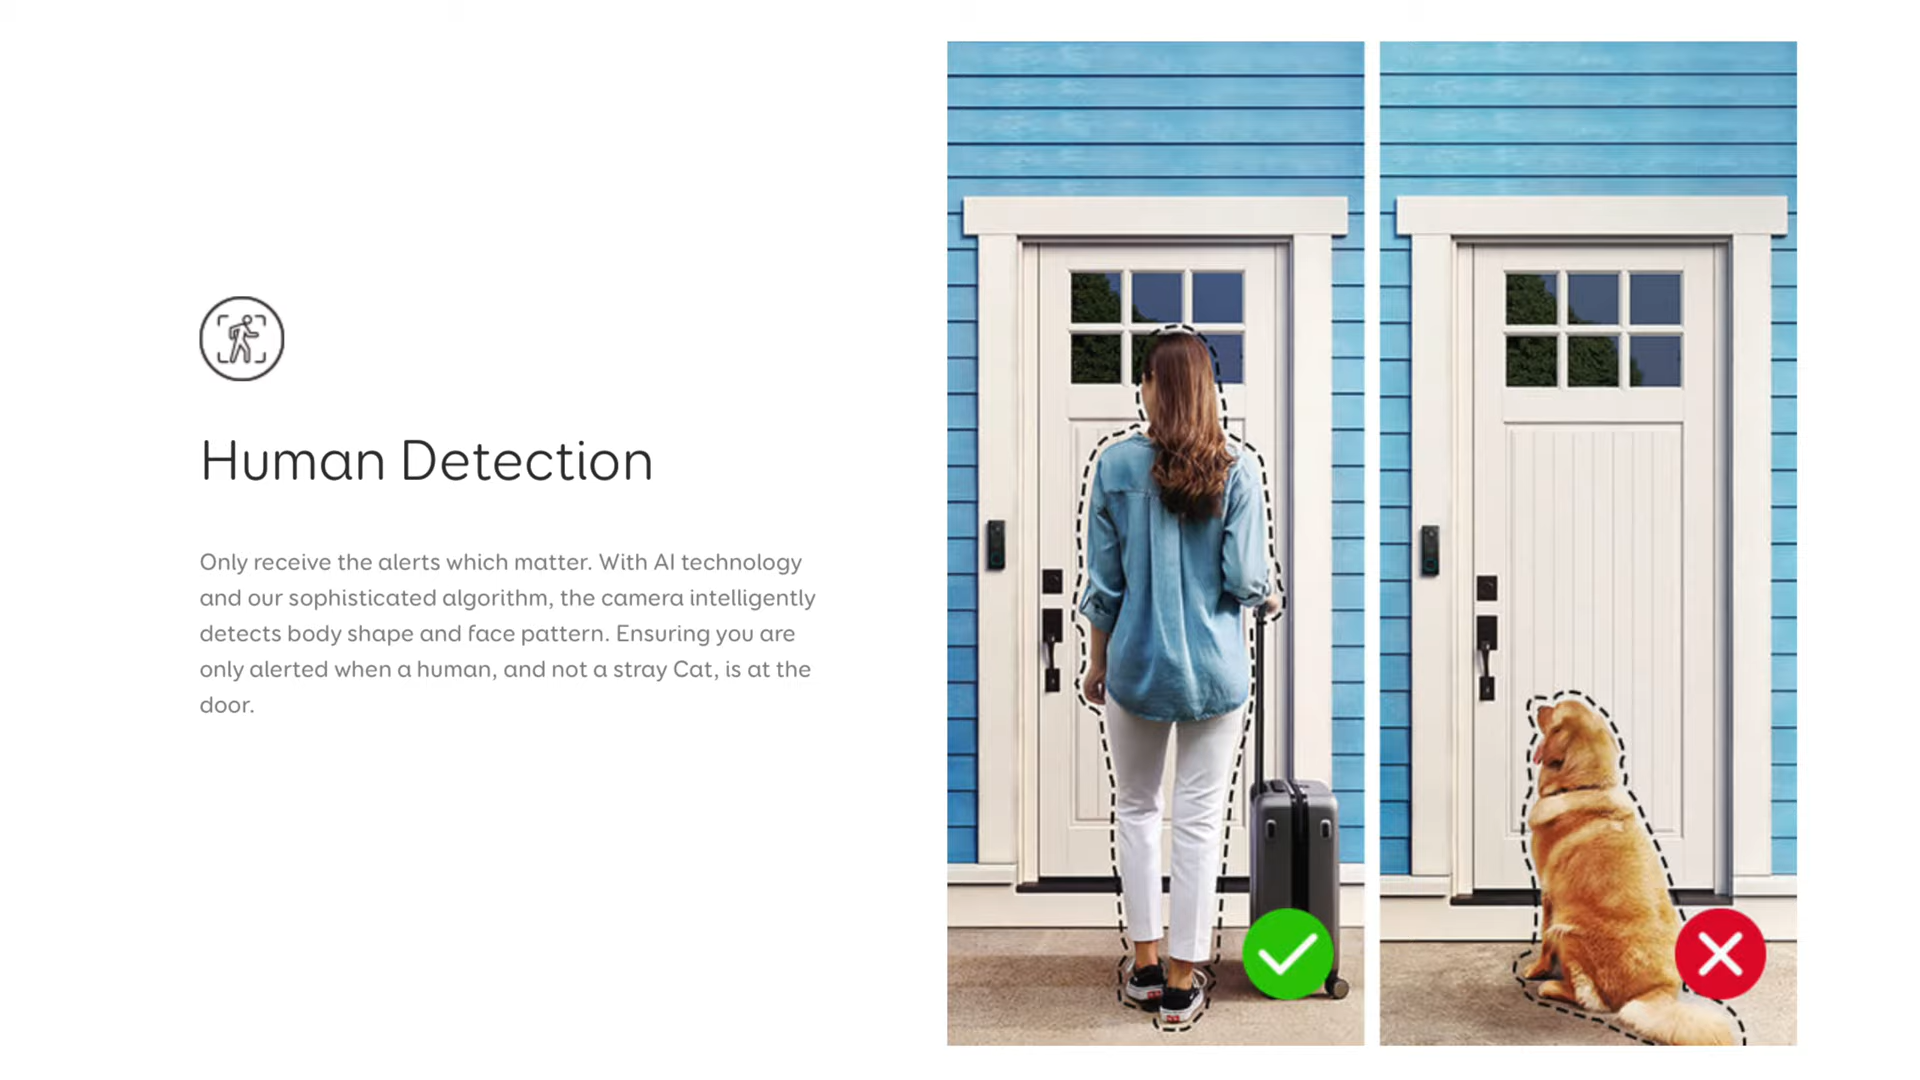 Human Detection
Only receive the alerts which matter. With AI technology
and our sophisticated algorithm, the camera intelligently
detects body shape and face pattern. Ensuring you are
only alerted when a human, and not a stray Cat, is at the
door.